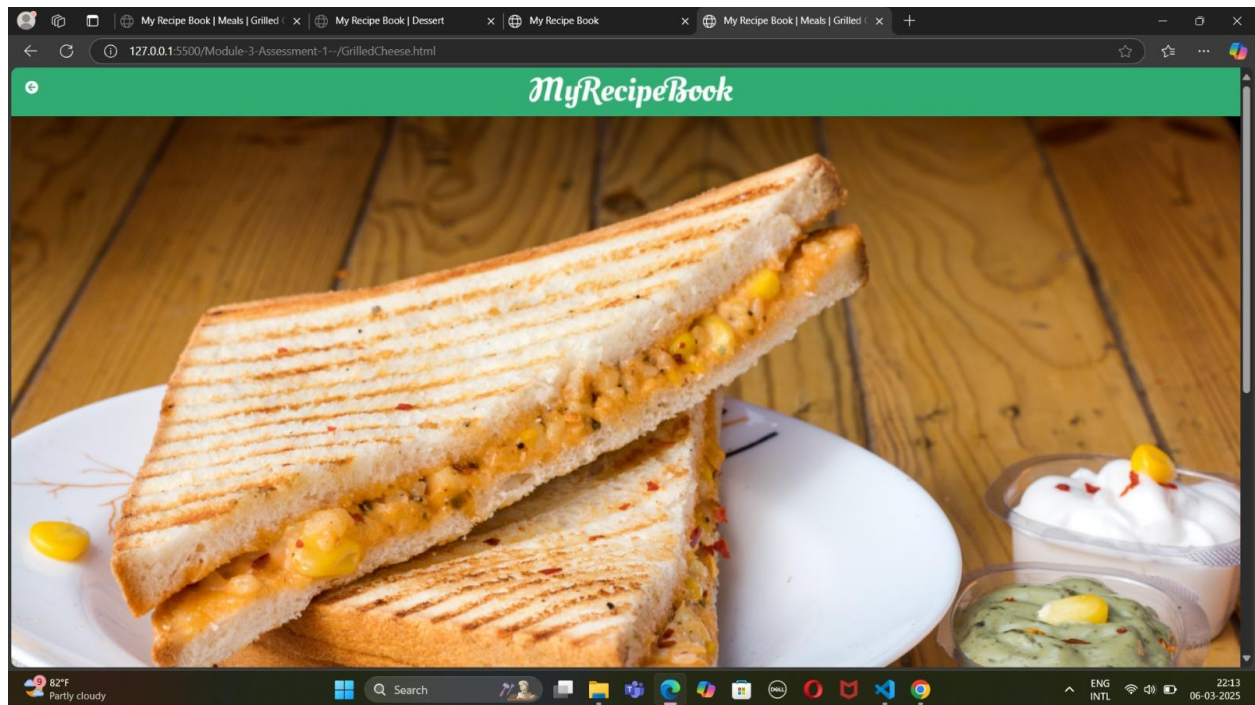 My Recipe Book | Meals | Grilled C
My Recipe Book | Dessert
My Recipe Book
My Recipe Book | Meals | Grilled C
127.0.0.1:5500/Module-3-Assessment-1--/GrilledCheese.html
MyRecipeBook
9
82°F
Partly cloudy
Search
DELL
ENG
INTL
22:13
06-03-2025